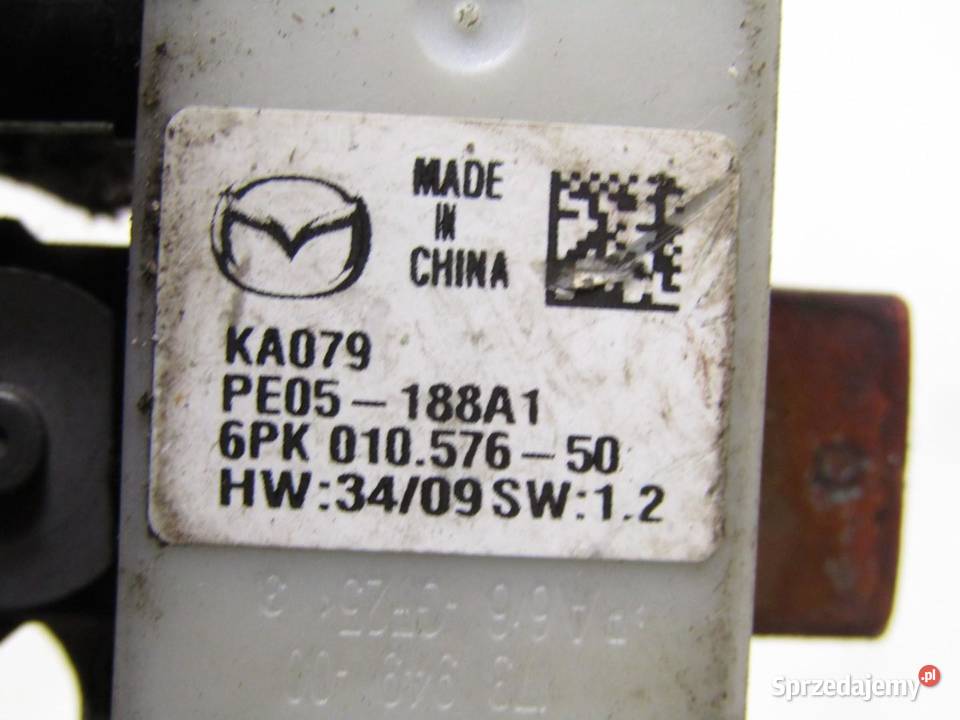 MADE
IN
CHINA
KA079
PE05-188A1
6PK 010.576-50
HW:34/09 SW:1.2
Sprzedajemy.pl